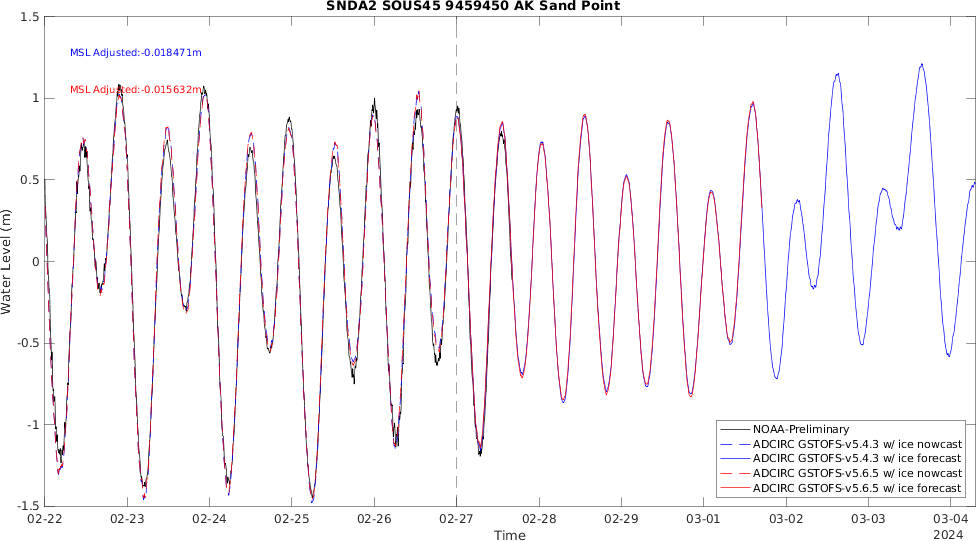 SNDA2 SOUS45 9459450 AK Sand Point
1.5
MSL Adjusted:-0.018471m
MSL Adjusted:-0.015632m
1
0.5
0
-0.5
-1
-1.5
Water Level (m)
NOAA-Preliminary
ADCIRC GSTOFS-v5.4.3 w/ ice nowcast
ADCIRC GSTOFS-v5.4.3 w/ ice forecast
ADCIRC GSTOFS-v5.6.5 w/ ice nowcast
ADCIRC GSTOFS-v5.6.5 w/ ice forecast
02-22 02-23 02-24 02-25 02-26 02-27 02-28 02-29 03-01 03-02 03-03 03-04
Time
2024